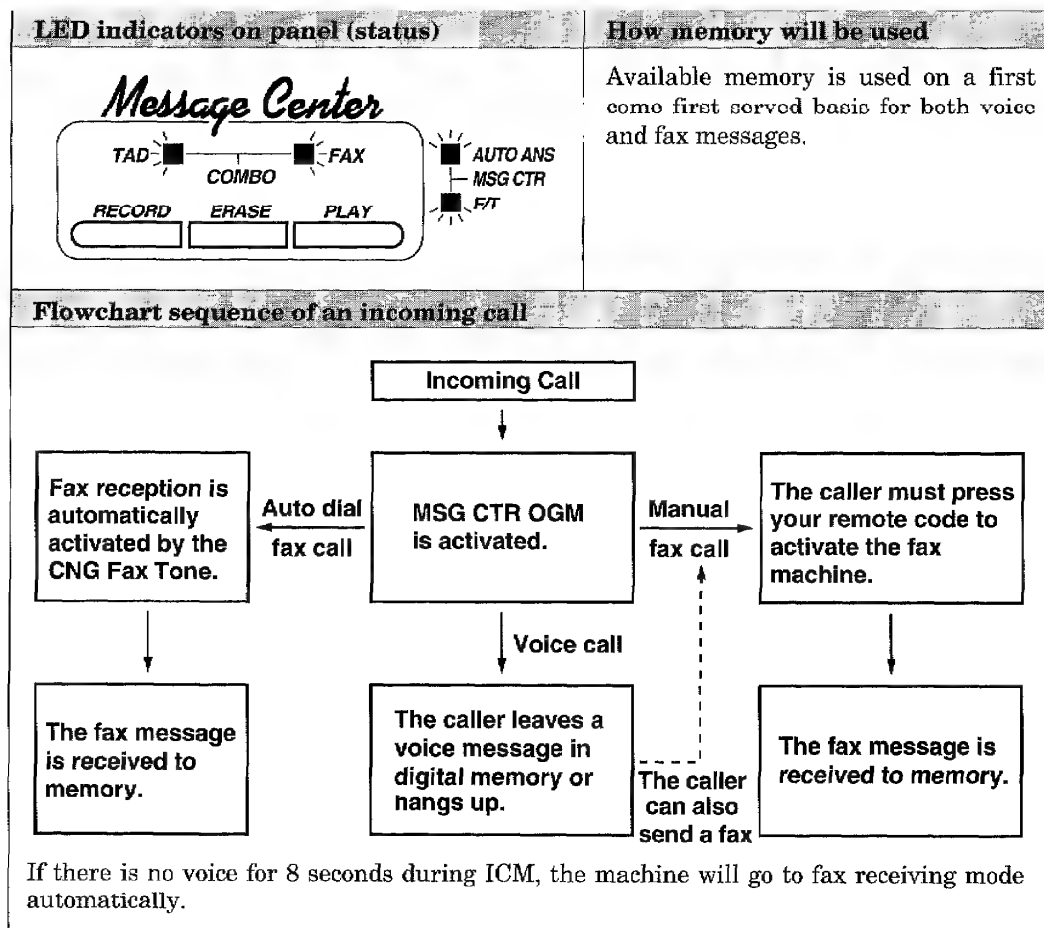 LED indicators on panel (status)
How memory will be used
Message Center
TAD
FAX
COMBO
RECORD
ERASE
PLAY
AUTO ANS
MSG CTR
F/T
Available memory is used on a first
come first served basis for both voice
and fax messages.
Flowchart sequence of an incoming call
Incoming Call
Fax reception is
automatically
activated by the
CNG Fax Tone.
Auto dial
fax call
MSG CTR OGM
is activated.
Manual
fax call
The caller must press
your remote code to
activate the fax
machine.
Voice call
The fax message
is received to
memory.
The caller leaves a
voice message in
digital memory or
hangs up.
The caller
can also
send a fax
The fax message is
received to memory.
If there is no voice for 8 seconds during ICM, the machine will go to fax receiving mode
automatically.